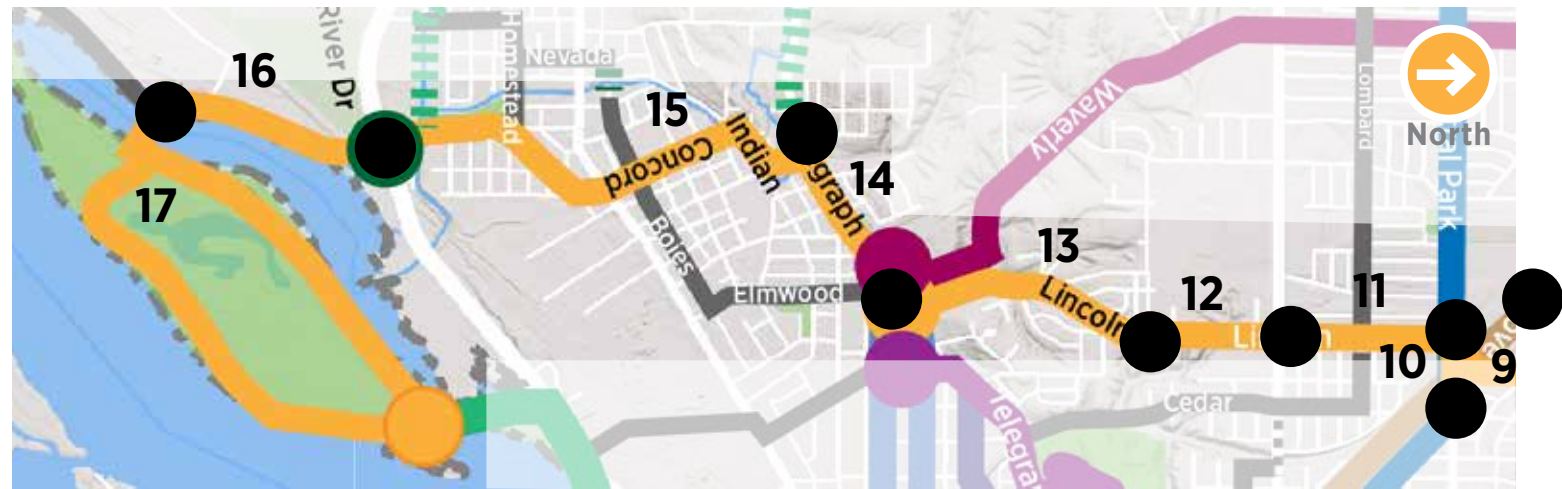 River Dr
Homestead
Nevada
16
15
Concord
Indian
graph
14
Waverly
Lombard
North
al Park
17
Boles
Elmwood
13
Lincoln
12
11
10
9
Cedar
Telegra